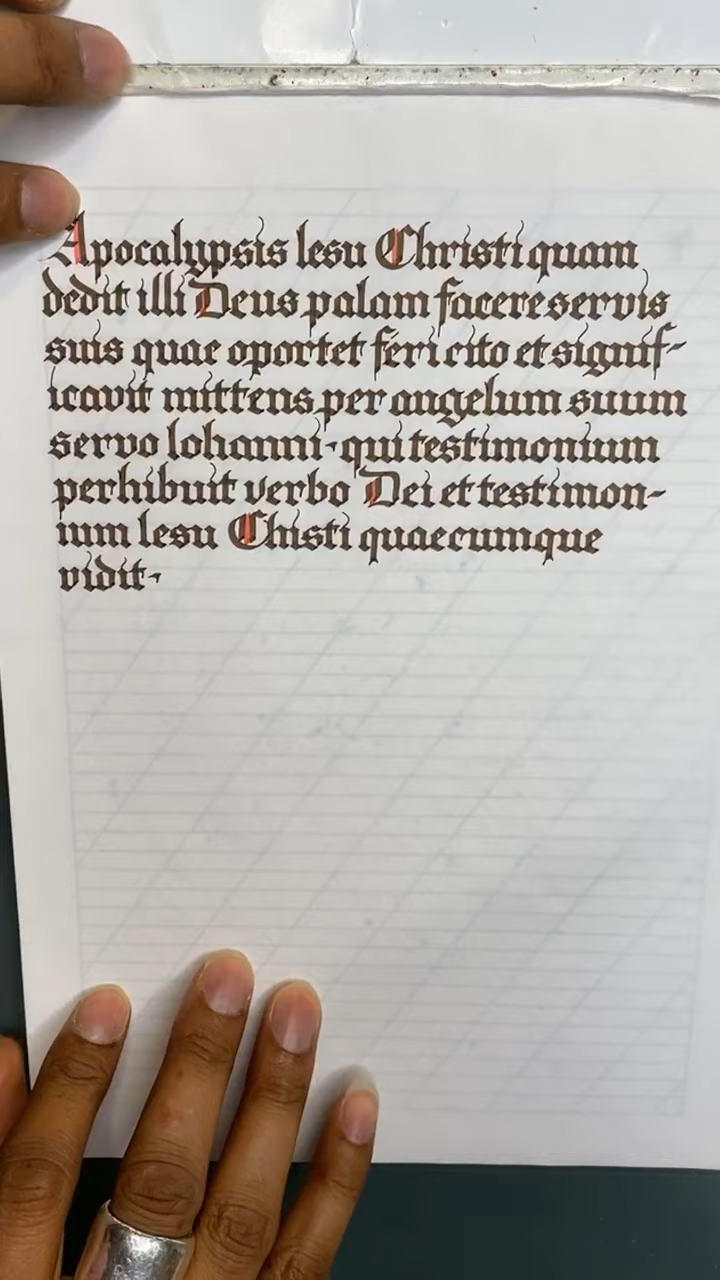 Apocalypsis Iesu Christi quam
dedit illi Deus palam facere servis
suis quae oportet feri cito et signif-
icavit mittens per angelum suum
servo Iohanni· qui testimonium
perhibuit verbo Dei et testimon-
ium Iesu Chisti quaecumque
vidit·